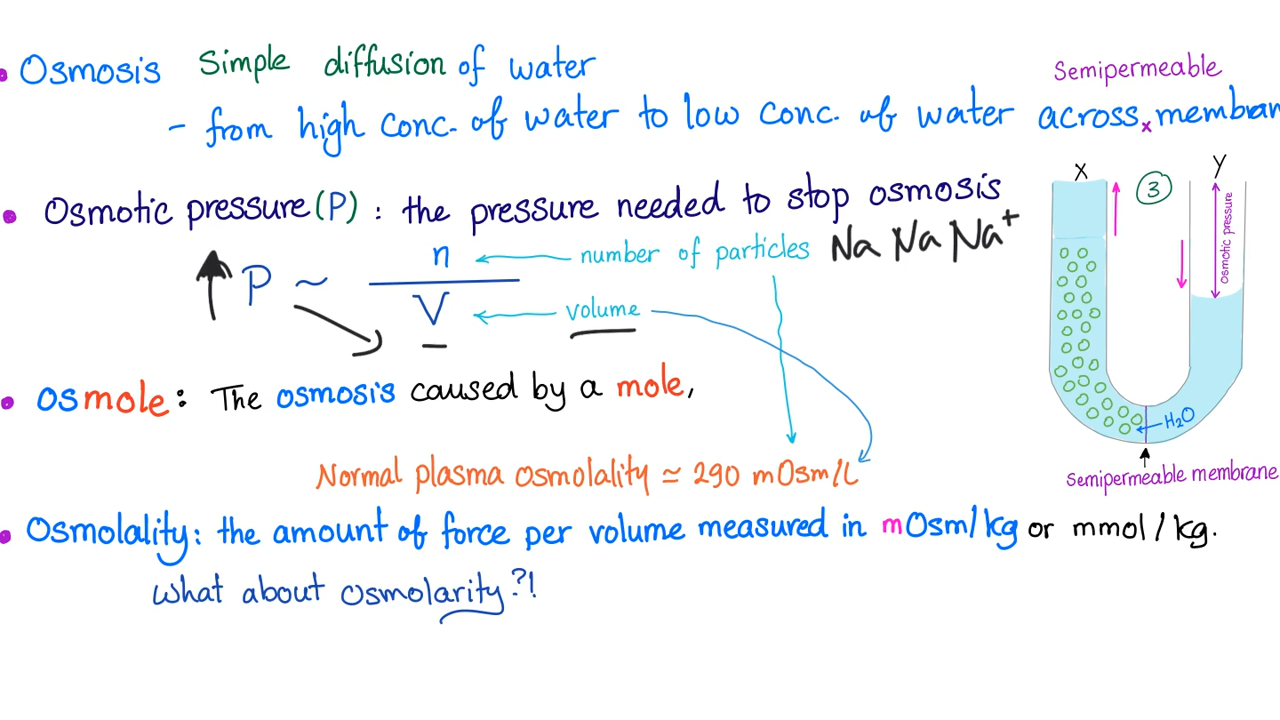 • Osmosis Simple diffusion of water
- from high conc. of water to low conc. of water across x membran
Semipermeable
• Osmotic pressure (P) : the pressure needed to stop osmosis
P ~ n / V
number of particles Na Na Na+
volume
• osmole: The osmosis caused by a mole,
Normal plasma osmolality ≃ 290 mOsm/L
• Osmolality: the amount of force per volume measured in mOsm/kg or mmol/kg.
What about osmolarity?!
X
3
Y
osmotic pressure
H2O
Semipermeable membrane